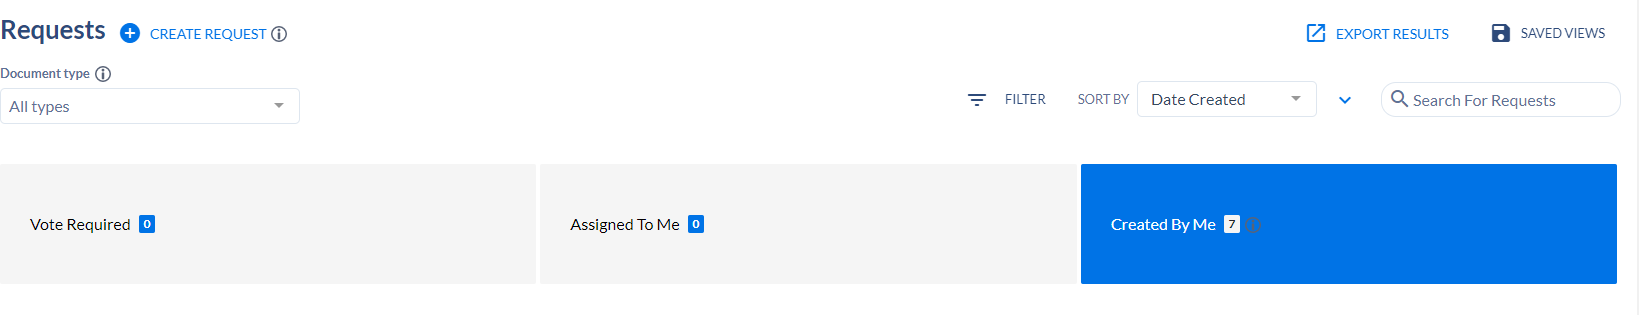 Requests
CREATE REQUEST
EXPORT RESULTS
SAVED VIEWS
Document type
All types
FILTER
SORT BY
Date Created
Search For Requests
Vote Required 0
Assigned To Me 0
Created By Me 7